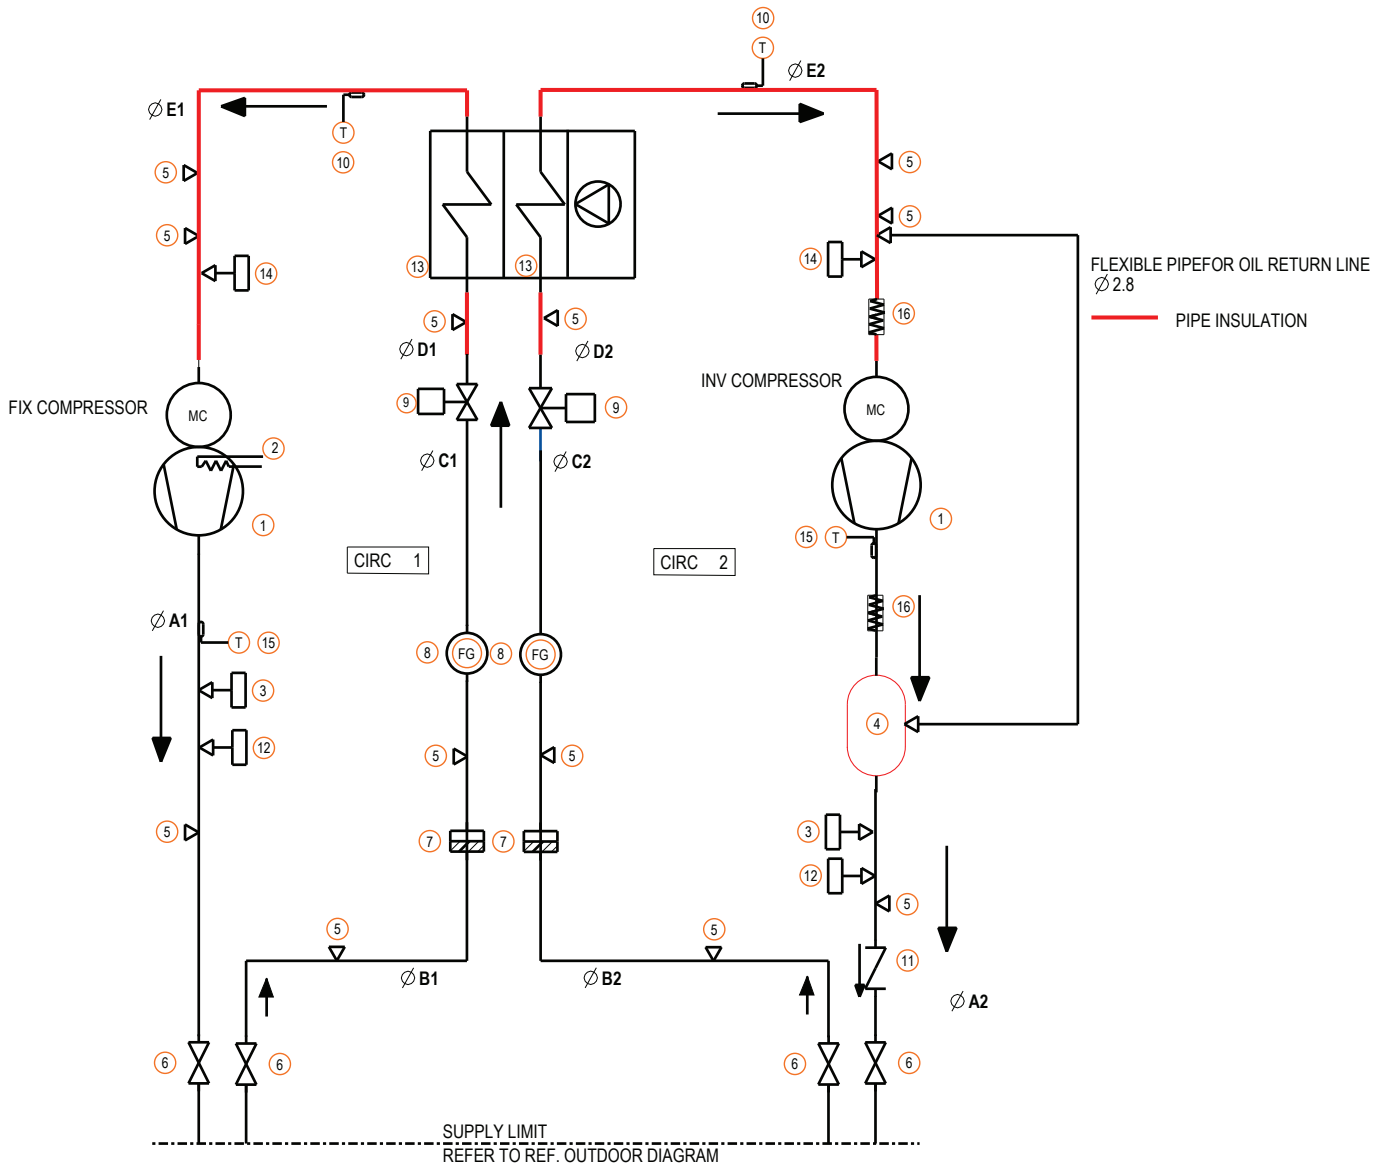 10
T
Ø E2
Ø E1
T
10
5
5
5
5
14
14
13
13
FLEXIBLE PIPEFOR OIL RETURN LINE
Ø 2.8
PIPE INSULATION
16
5
5
Ø D1
Ø D2
INV COMPRESSOR
FIX COMPRESSOR
MC
MC
9
9
2
Ø C1
Ø C2
1
1
15 T
CIRC 1
CIRC 2
16
Ø A1
T 15
8 FG
8 FG
3
4
12
5
5
5
3
7
7
12
5
5
5
11
Ø B1
Ø B2
Ø A2
6
6
6
6
SUPPLY LIMIT
REFER TO REF. OUTDOOR DIAGRAM